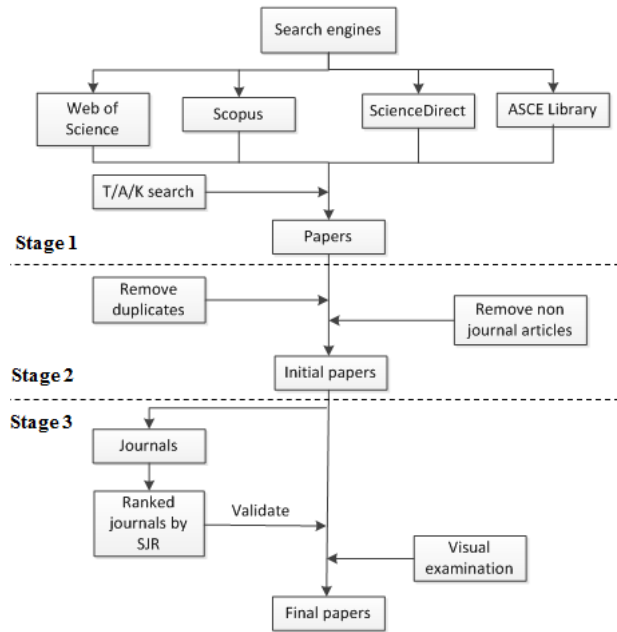 Search engines
Web of
Science
Scopus
ScienceDirect
ASCE Library
T/A/K search
Papers
Stage 1
Remove
duplicates
Remove non
journal articles
Initial papers
Stage 2
Stage 3
Journals
Ranked
journals by
SJR
Validate
Visual
examination
Final papers